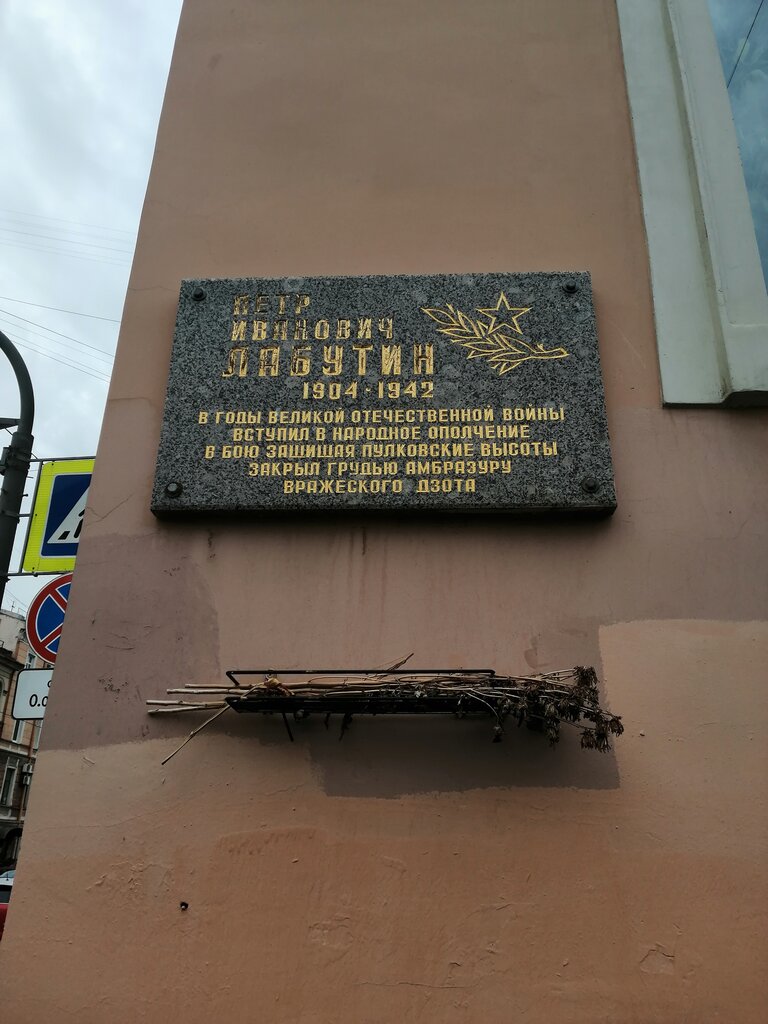 ПЕТР
ИВАНОВИЧ
ЛАБУТИН
1904 · 1942
В ГОДЫ ВЕЛИКОЙ ОТЕЧЕСТВЕННОЙ ВОЙНЫ
ВСТУПИЛ В НАРОДНОЕ ОПОЛЧЕНИЕ
В БОЮ ЗАЩИЩАЯ ПУЛКОВСКИЕ ВЫСОТЫ
ЗАКРЫЛ ГРУДЬЮ АМБРАЗУРУ
ВРАЖЕСКОГО ДЗОТА